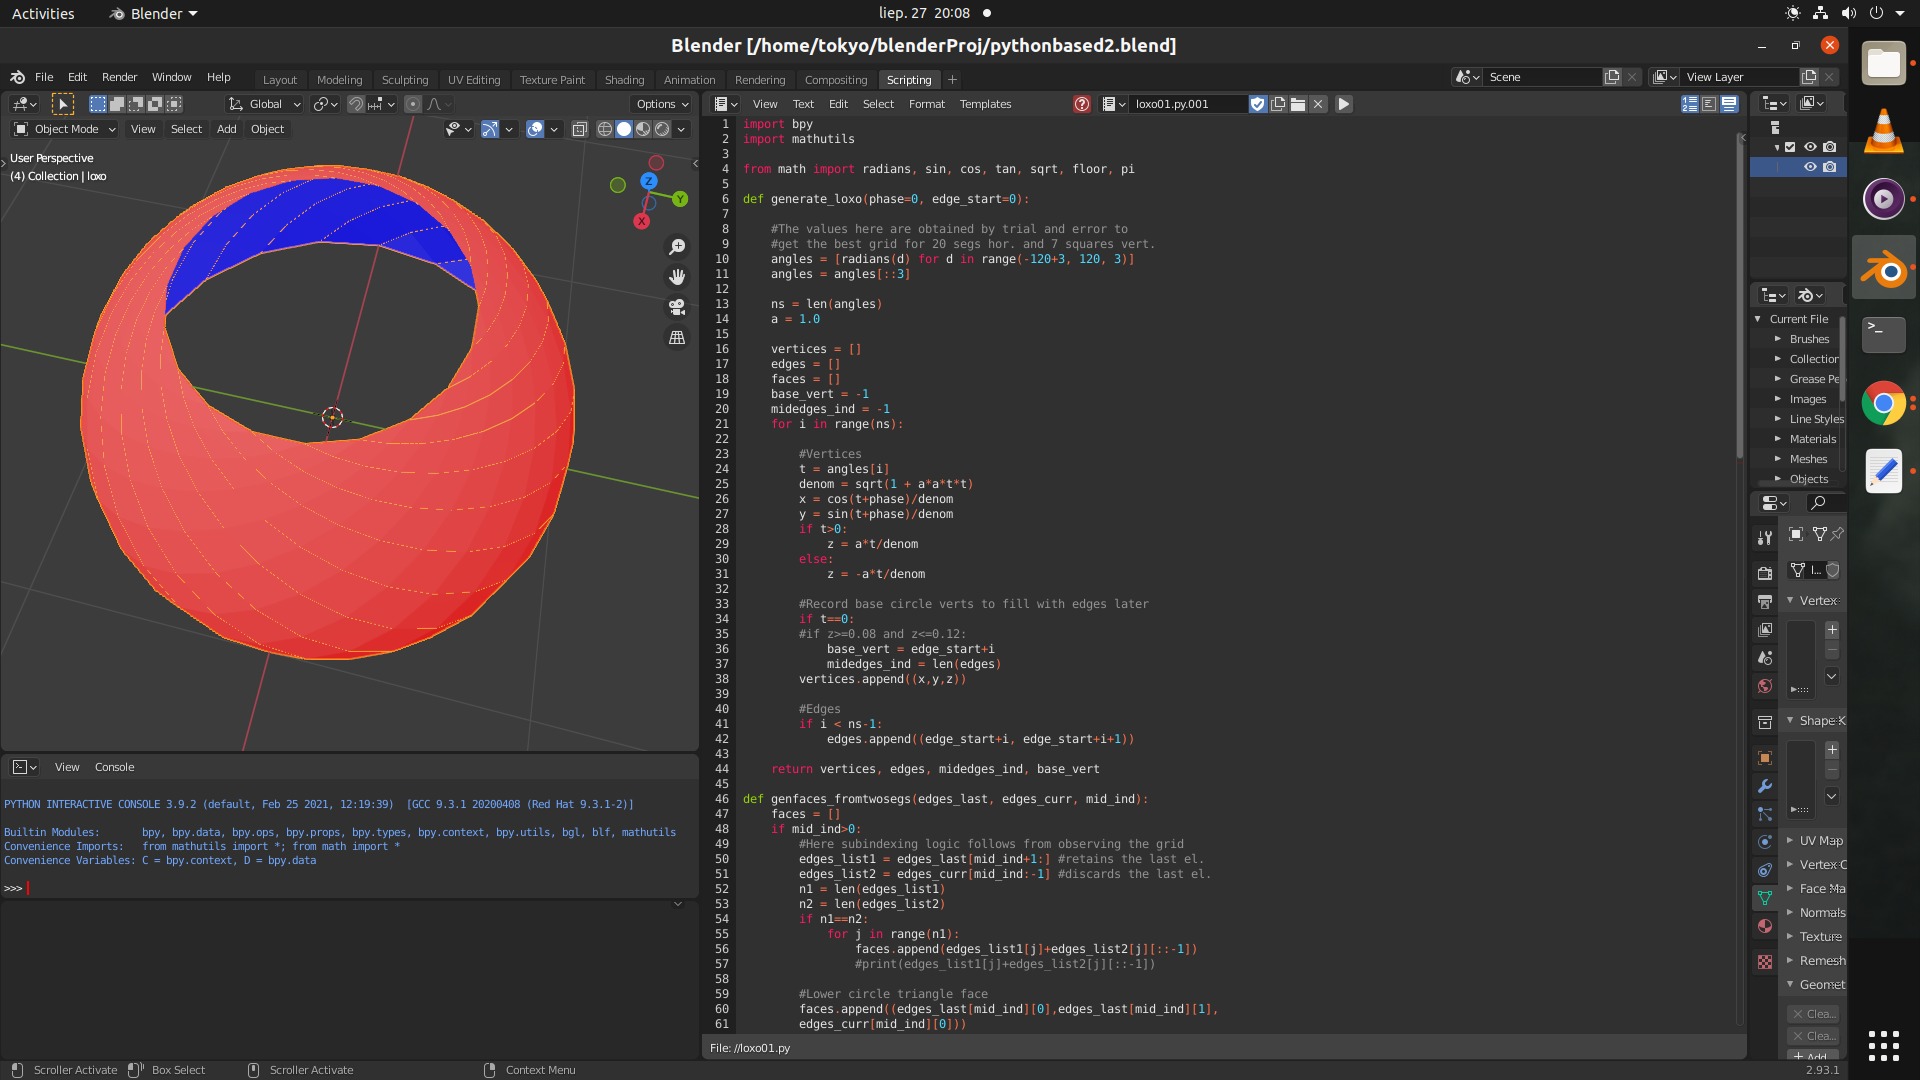 Activities Blender liep. 27 20:08
Blender [/home/tokyo/blenderProj/pythonbased2.blend]
File Edit Render Window Help Layout Modeling Sculpting UV Editing Texture Paint Shading Animation Rendering Compositing Scripting + Scene View Layer
Global Options
Object Mode View Select Add Object
User Perspective
(4) Collection | loxo
Z
Y
X
View Console
PYTHON INTERACTIVE CONSOLE 3.9.2 (default, Feb 25 2021, 12:19:39)  [GCC 9.3.1 20200408 (Red Hat 9.3.1-2)]
Builtin Modules: bpy, bpy.data, bpy.ops, bpy.props, bpy.types, bpy.context, bpy.utils, bgl, blf, mathutils
Convenience Imports: from mathutils import *; from math import *
Convenience Variables: C = bpy.context, D = bpy.data
>>>
View Text Edit Select Format Templates loxo01.py.001
1 import bpy
2 import mathutils
3
4 from math import radians, sin, cos, tan, sqrt, floor, pi
5
6 def generate_loxo(phase=0, edge_start=0):
7
8 #The values here are obtained by trial and error to
9 #get the best grid for 20 segs hor. and 7 squares vert.
10 angles = [radians(d) for d in range(-120+3, 120, 3)]
11 angles = angles[::3]
12
13 ns = len(angles)
14 a = 1.0
15
16 vertices = []
17 edges = []
18 faces = []
19 base_vert = -1
20 midedges_ind = -1
21 for i in range(ns):
22
23 #Vertices
24 t = angles[i]
25 denom = sqrt(1 + a*a*t*t)
26 x = cos(t+phase)/denom
27 y = sin(t+phase)/denom
28 if t>0:
29 z = a*t/denom
30 else:
31 z = -a*t/denom
32
33 #Record base circle verts to fill with edges later
34 if t==0:
35 #if z>=0.08 and z<=0.12:
36 base_vert = edge_start+i
37 midedges_ind = len(edges)
38 vertices.append((x,y,z))
39
40 #Edges
41 if i < ns-1:
42 edges.append((edge_start+i, edge_start+i+1))
43
44 return vertices, edges, midedges_ind, base_vert
45
46 def genfaces_fromtwosegs(edges_last, edges_curr, mid_ind):
47 faces = []
48 if mid_ind>0:
49 #Here subindexing logic follows from observing the grid
50 edges_list1 = edges_last[mid_ind+1:] #retains the last el.
51 edges_list2 = edges_curr[mid_ind:-1] #discards the last el.
52 n1 = len(edges_list1)
53 n2 = len(edges_list2)
54 if n1==n2:
55 for j in range(n1):
56 faces.append(edges_list1[j]+edges_list2[j][::-1])
57 #print(edges_list1[j]+edges_list2[j][::-1])
58
59 #Lower circle triangle face
60 faces.append((edges_last[mid_ind][0],edges_last[mid_ind][1],
61 edges_curr[mid_ind][0]))
File: //loxo01.py
Current File
Brushes
Collection
Grease Pe
Images
Line Styles
Materials
Meshes
Objects
l...
Vertex
Shape K
UV Map
Vertex C
Face Ma
Normals
Texture
Remesh
Geomet
Clea...
Clea...
Add
Scroller Activate Box Select Scroller Activate Context Menu 2.93.1